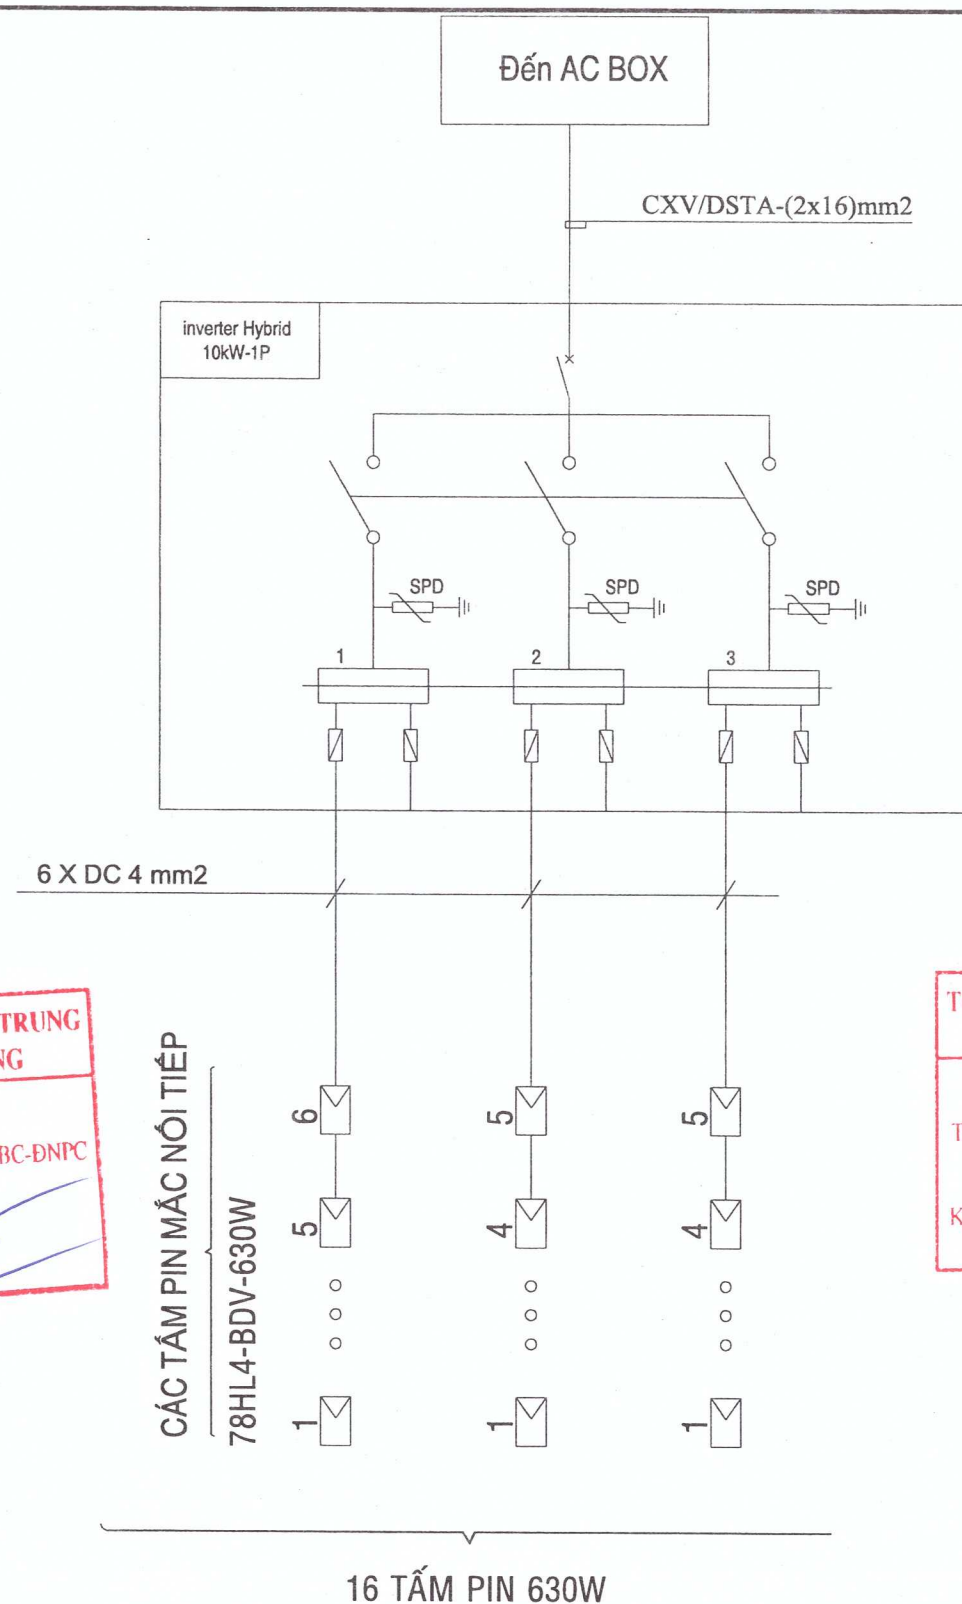 Đến AC BOX
CXV/DSTA-(2x16)mm2
inverter Hybrid
10kW-1P
SPD
SPD
SPD
1
2
3
6 X DC 4 mm2
TRUNG
NG
BC-ĐNPC
T
T
K
CÁC TẤM PIN MẮC NỐI TIẾP
78HL4-BDV-630W
6
5
5
5
4
4
1
1
1
16 TẤM PIN 630W